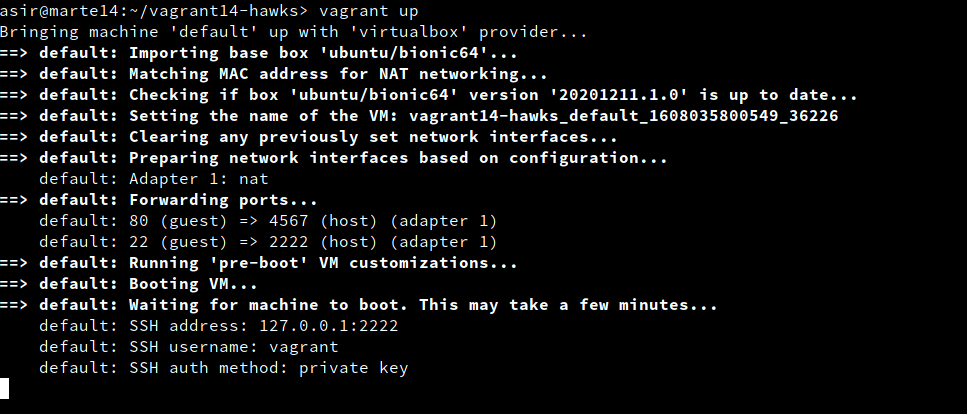 asir@marte14:~/vagrant14-hawks> vagrant up
Bringing machine 'default' up with 'virtualbox' provider...
==> default: Importing base box 'ubuntu/bionic64'...
==> default: Matching MAC address for NAT networking...
==> default: Checking if box 'ubuntu/bionic64' version '20201211.1.0' is up to date...
==> default: Setting the name of the VM: vagrant14-hawks_default_1608035800549_36226
==> default: Clearing any previously set network interfaces...
==> default: Preparing network interfaces based on configuration...
    default: Adapter 1: nat
==> default: Forwarding ports...
    default: 80 (guest) => 4567 (host) (adapter 1)
    default: 22 (guest) => 2222 (host) (adapter 1)
==> default: Running 'pre-boot' VM customizations...
==> default: Booting VM...
==> default: Waiting for machine to boot. This may take a few minutes...
    default: SSH address: 127.0.0.1:2222
    default: SSH username: vagrant
    default: SSH auth method: private key